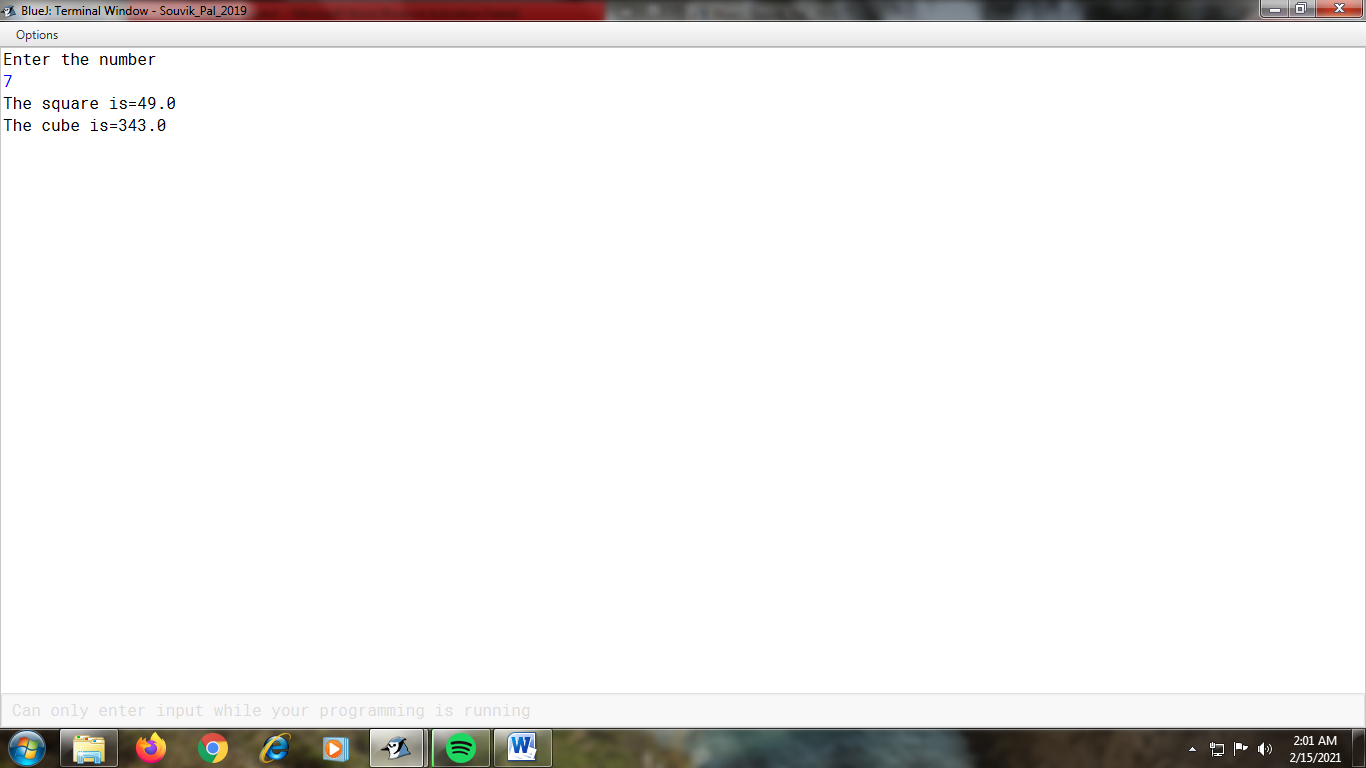 BlueJ: Terminal Window - Souvik_Pal_2019
Options
Enter the number
7
The square is=49.0
The cube is=343.0
Can only enter input while your programming is running
2:01 AM
2/15/2021